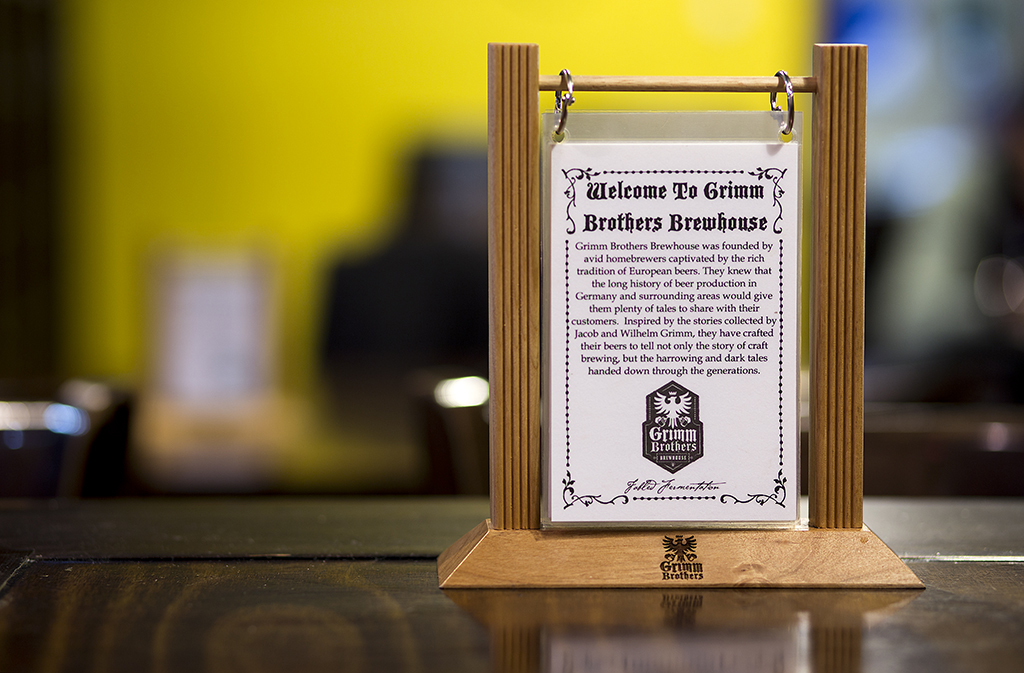 Welcome To Grimm
Brothers Brewhouse
Grimm Brothers Brewhouse was founded by
avid homebrewers captivated by the rich
tradition of European beers. They knew that
the long history of beer production in
Germany and surrounding areas would give
them plenty of tales to share with their
customers. Inspired by the stories collected by
Jacob and Wilhelm Grimm, they have crafted
their beers to tell not only the story of craft
brewing, but the harrowing and dark tales
handed down through the generations.
Grimm
Brothers
BREWHOUSE
Fabled Fermentation
Grimm
Brothers